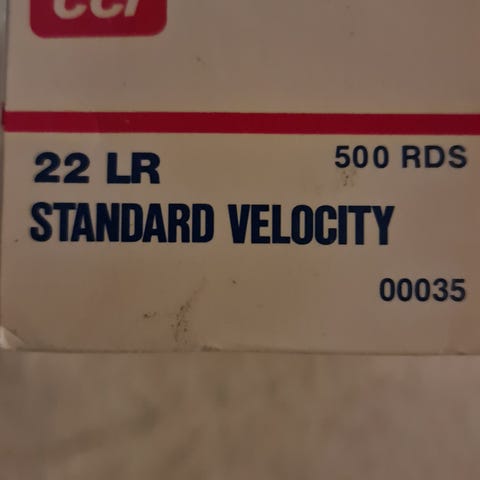 CCI
22 LR
500 RDS
STANDARD VELOCITY
00035